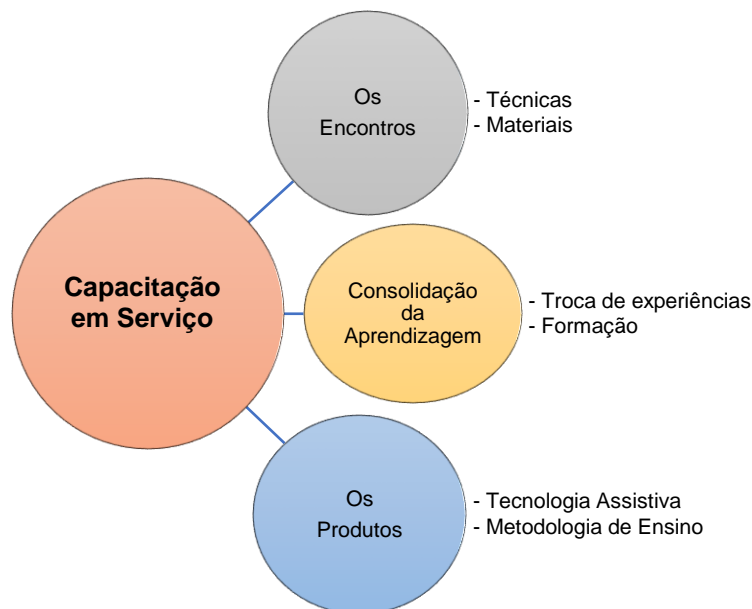 Os
Encontros
- Técnicas
- Materiais
Capacitação
em Serviço
Consolidação
da
Aprendizagem
- Troca de experiências
- Formação
Os
Produtos
- Tecnologia Assistiva
- Metodologia de Ensino